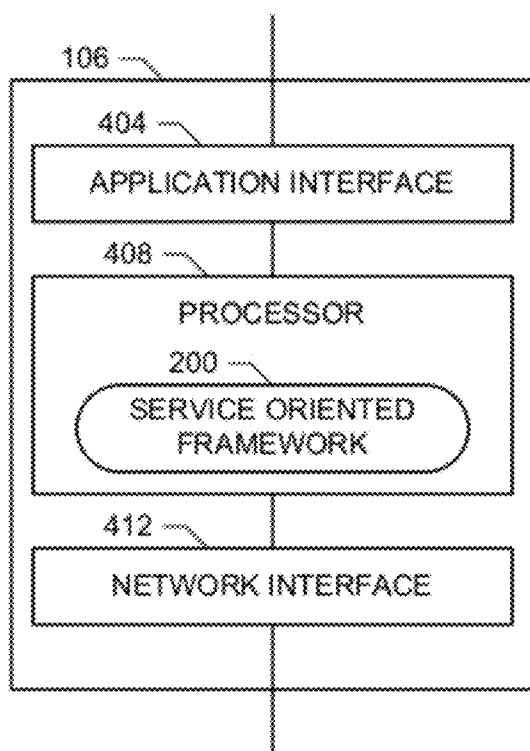 106
404
APPLICATION INTERFACE
408
PROCESSOR
200
SERVICE ORIENTED
FRAMEWORK
412
NETWORK INTERFACE